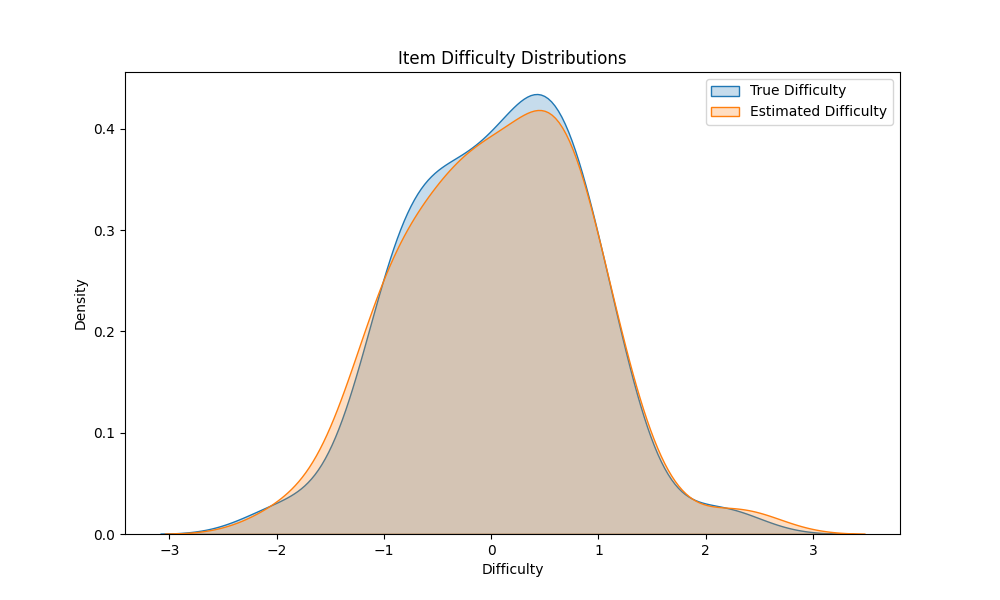 Item Difficulty Distributions
True Difficulty
Estimated Difficulty
Density
0.4
0.3
0.2
0.1
0.0
−3 −2 −1 0 1 2 3
Difficulty